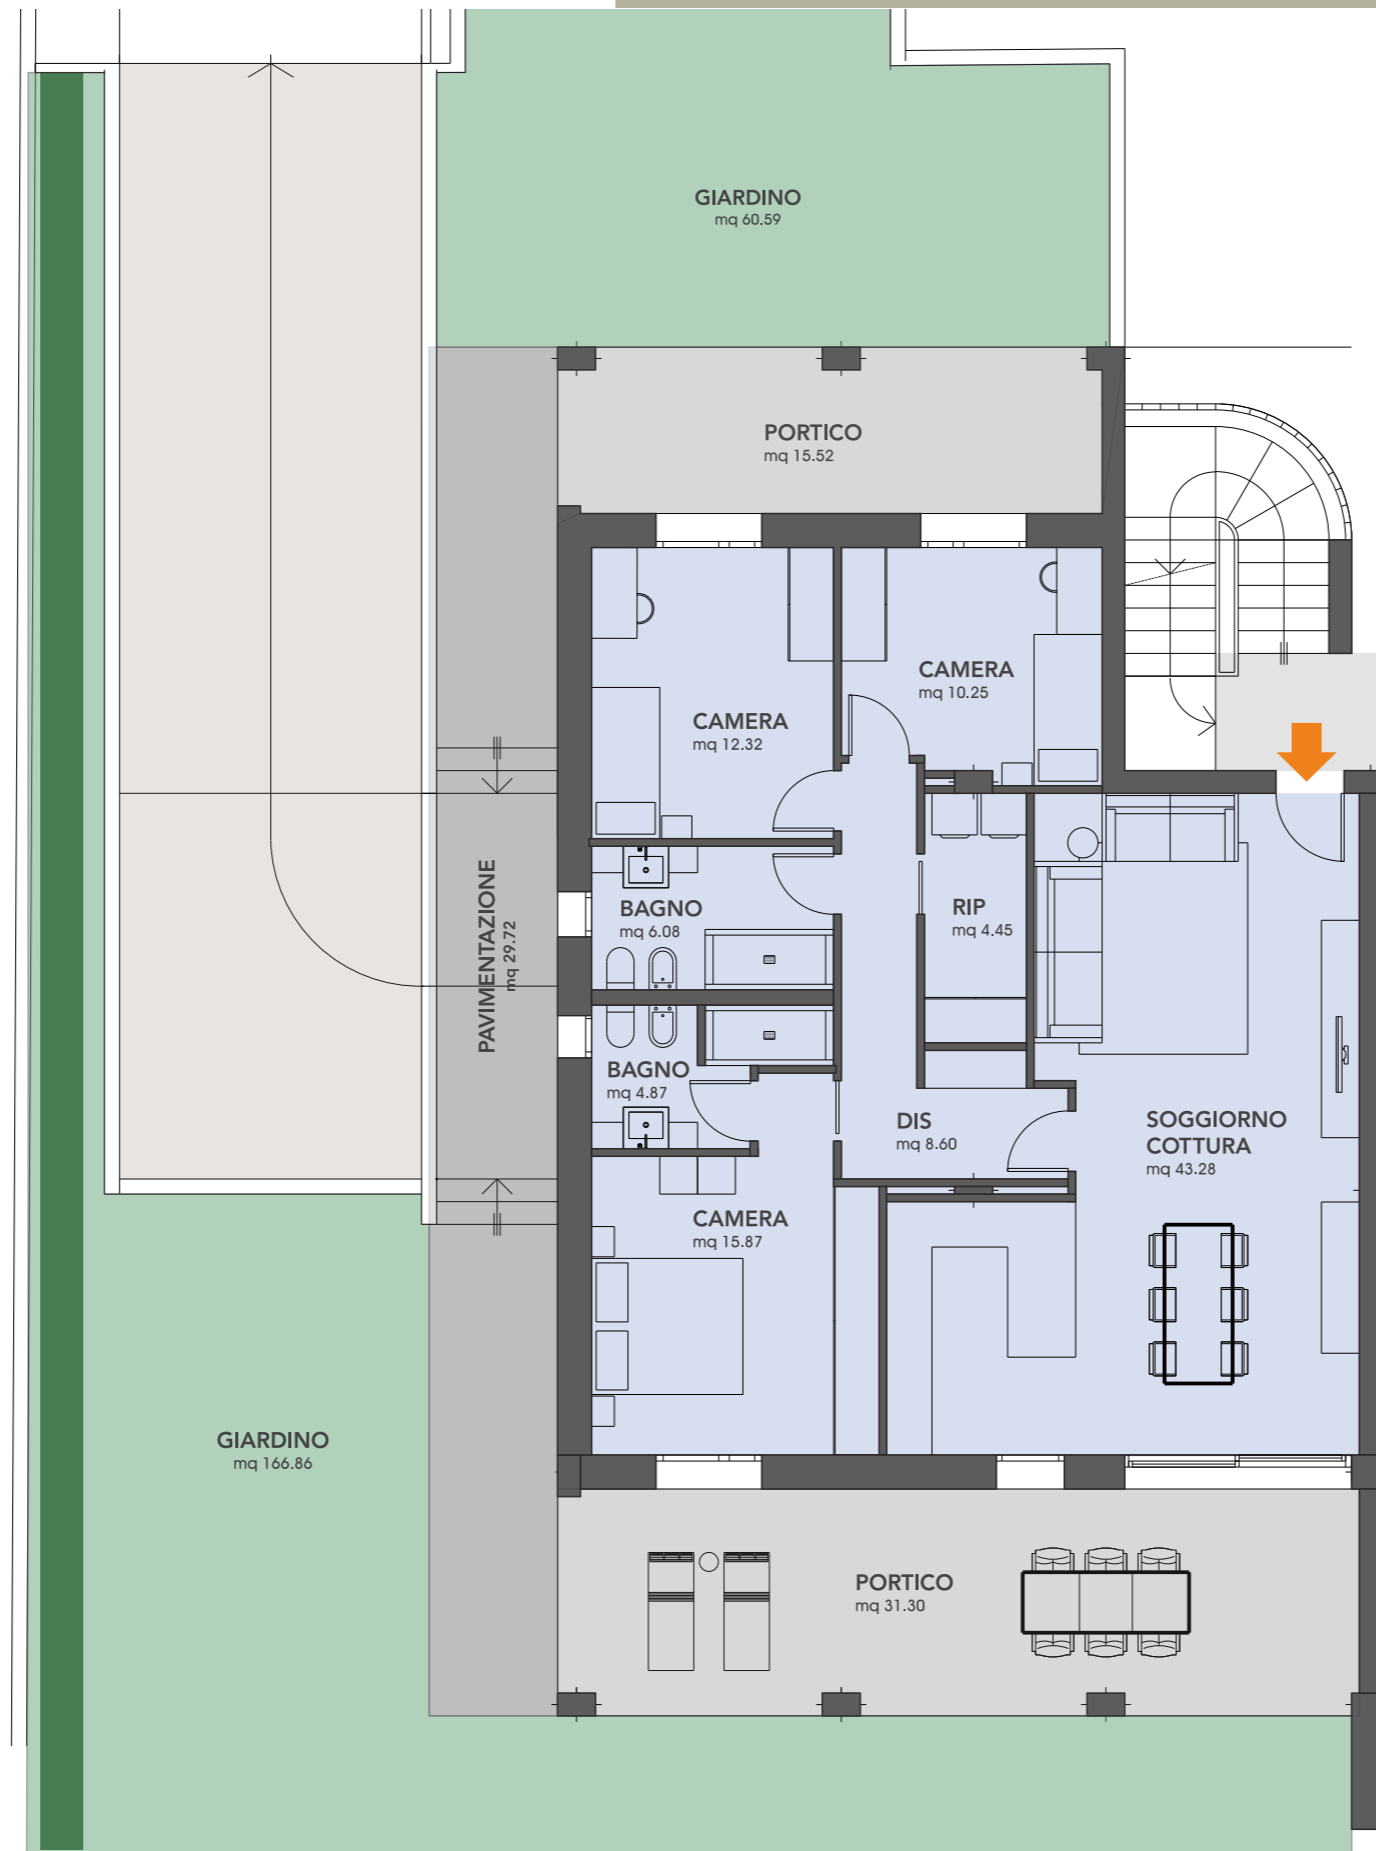 GIARDINO
mq 60.59
PORTICO
mq 15.52
CAMERA
mq 10.25
CAMERA
mq 12.32
BAGNO
mq 6.08
RIP
mq 4.45
PAVIMENTAZIONE
mq 29.72
BAGNO
mq 4.87
DIS
mq 8.60
SOGGIORNO
COTTURA
mq 43.28
CAMERA
mq 15.87
GIARDINO
mq 166.86
PORTICO
mq 31.30